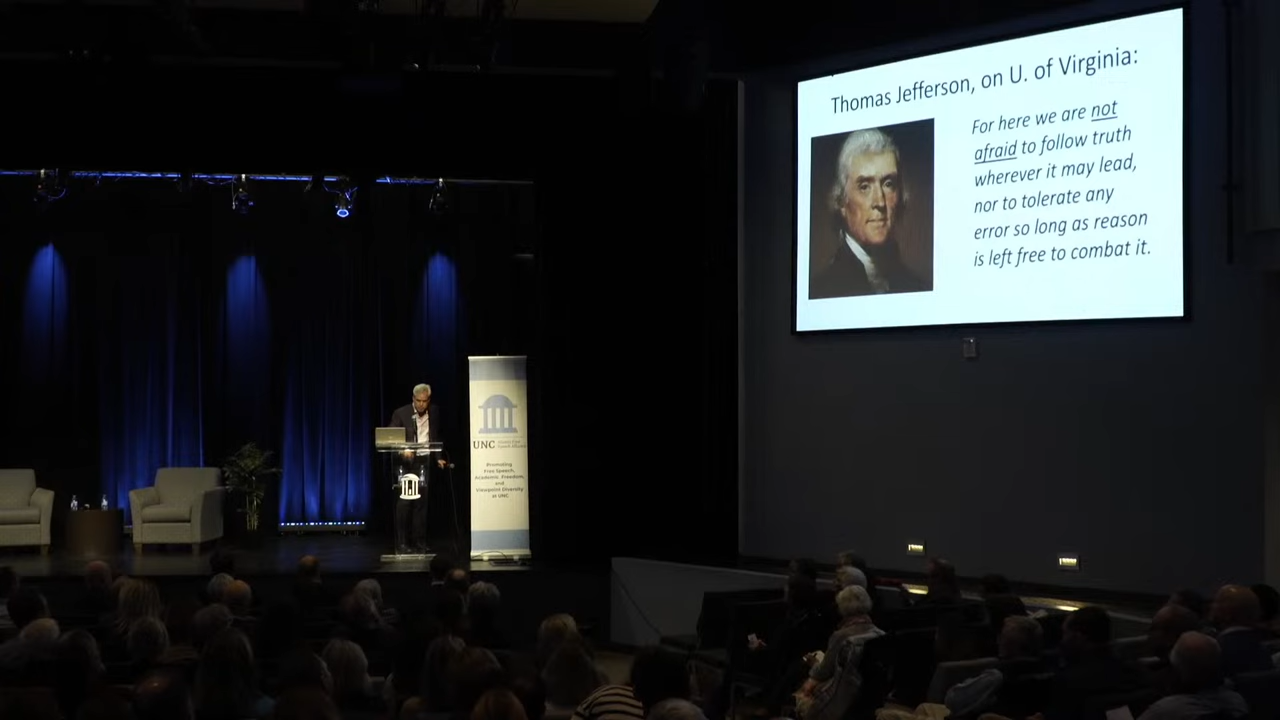 Thomas Jefferson, on U. of Virginia:
For here we are not
afraid to follow truth
wherever it may lead,
nor to tolerate any
error so long as reason
is left free to combat it.
UNC
Promoting
Free Speech,
Academic Freedom,
and
Viewpoint Diversity
at UNC